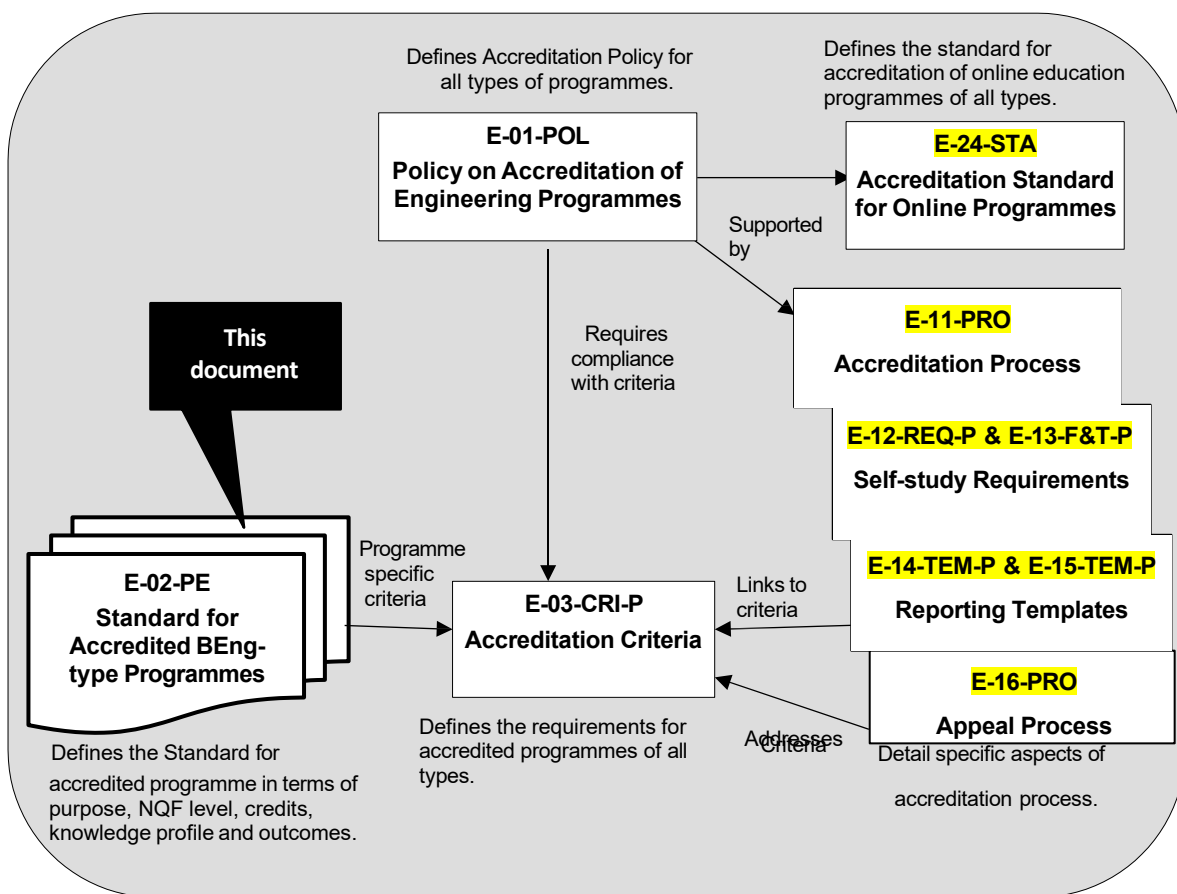 Defines Accreditation Policy for
all types of programmes.
Defines the standard for
accreditation of online education
programmes of all types.
E-01-POL
Policy on Accreditation of
Engineering Programmes
E-24-STA
Accreditation Standard
for Online Programmes
Supported
by
Requires
compliance
with criteria
E-11-PRO
Accreditation Process
This
document
E-12-REQ-P & E-13-F&T-P
Self-study Requirements
E-14-TEM-P & E-15-TEM-P
Reporting Templates
Programme
specific
criteria
E-02-PE
Standard for
Accredited BEng-
type Programmes
E-03-CRI-P
Accreditation Criteria
Links to
criteria
E-16-PRO
Appeal Process
Addresses
Criteria
Defines the requirements for
accredited programmes of all
types.
Defines the Standard for
accredited programme in terms of
purpose, NQF level, credits,
knowledge profile and outcomes.
Detail specific aspects of
accreditation process.